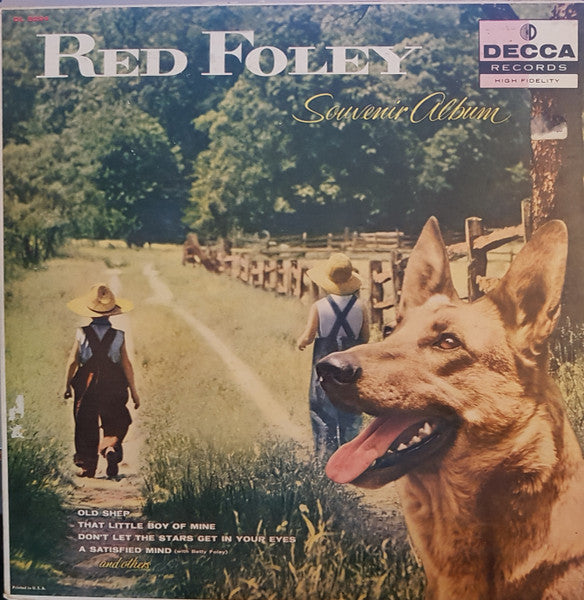 RED FOLEY
DECCA
RECORDS
HIGH FIDELITY
Souvenir Album
OLD SHEP
THAT LITTLE BOY OF MINE
DON'T LET THE STARS GET IN YOUR EYES
A SATISFIED MIND (with Betty Foley)
and others
Printed in U.S.A.